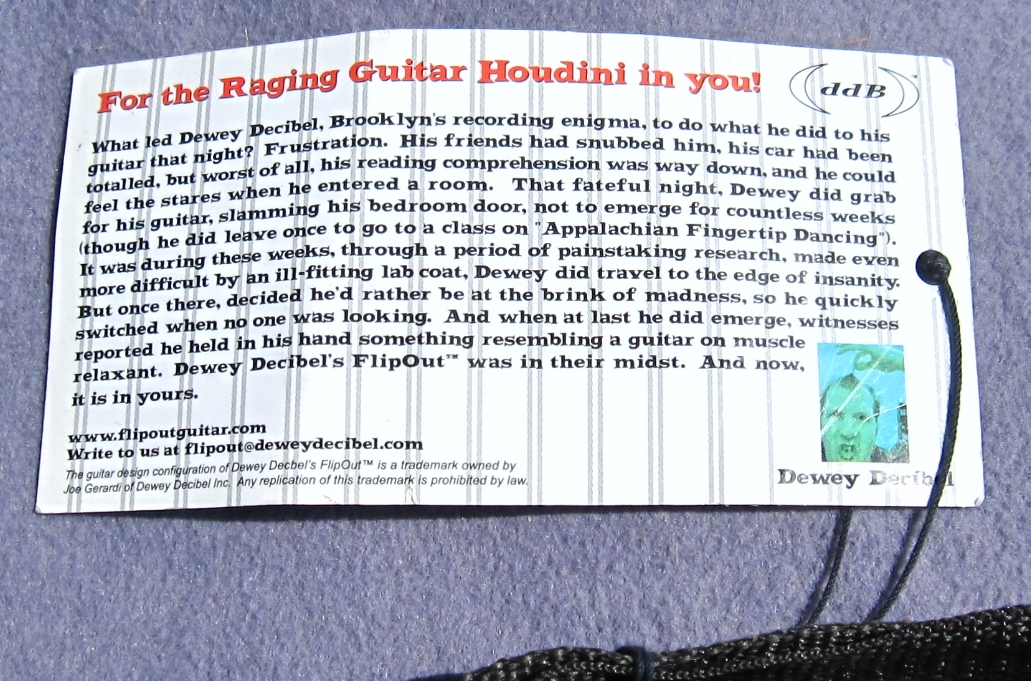 For the Raging Guitar Houdini in you!
ddB
What led Dewey Decibel, Brooklyn's recording enigma, to do what he did to his
guitar that night? Frustration. His friends had snubbed him, his car had been
totalled, but worst of all, his reading comprehension was way down, and he could
feel the stares when he entered a room. That fateful night, Dewey did grab
for his guitar, slamming his bedroom door, not to emerge for countless weeks
(though he did leave once to go to a class on "Appalachian Fingertip Dancing").
It was during these weeks, through a period of painstaking research, made even
more difficult by an ill-fitting lab coat, Dewey did travel to the edge of insanity.
But once there, decided he'd rather be at the brink of madness, so he quickly
switched when no one was looking. And when at last he did emerge, witnesses
reported he held in his hand something resembling a guitar on muscle
relaxant. Dewey Decibel's FlipOut™ was in their midst. And now,
it is in yours.
www.flipoutguitar.com
Write to us at flipout@deweydecibel.com
The guitar design configuration of Dewey Decbel's FlipOut™ is a trademark owned by
Joe Gerardi of Dewey Decibel Inc. Any replication of this trademark is prohibited by law.
Dewey Decibel